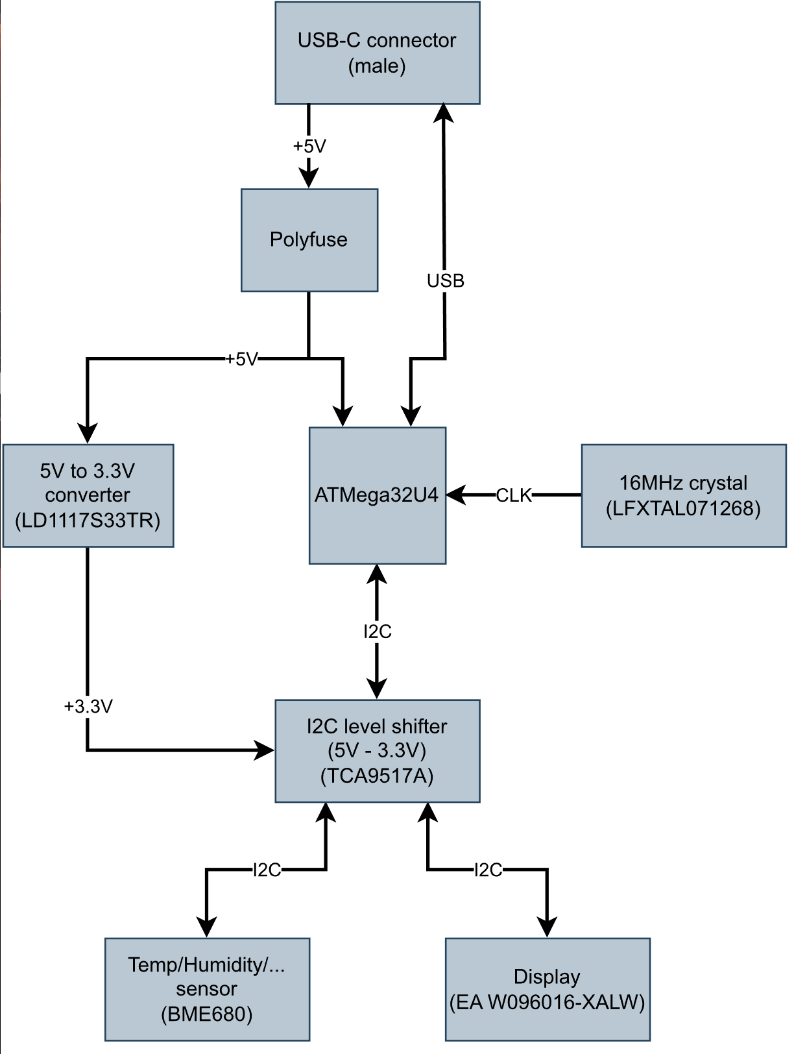 USB-C connector
(male)
+5V
Polyfuse
USB
+5V
5V to 3.3V
converter
(LD1117S33TR)
ATMega32U4
CLK
16MHz crystal
(LFXTAL071268)
I2C
+3.3V
I2C level shifter
(5V - 3.3V)
(TCA9517A)
I2C
I2C
Temp/Humidity/...
sensor
(BME680)
Display
(EA W096016-XALW)